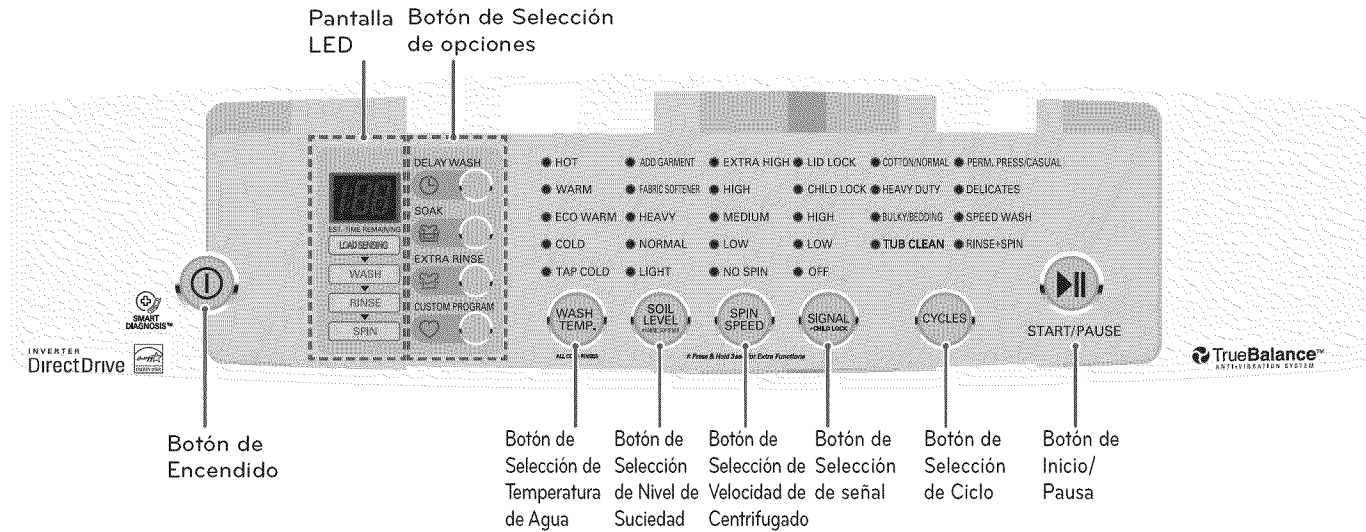 Pantalla LED
Botón de Selección de opciones
DELAY WASH
SOAK
EXTRA RINSE
CUSTOM PROGRAM
EST. TIME REMAINING
LOAD SENSING
WASH
RINSE
SPIN
HOT
WARM
ECO WARM
COLD
TAP COLD
ADD GARMENT
FABRIC SOFTENER
HEAVY
NORMAL
LIGHT
EXTRA HIGH
HIGH
MEDIUM
LOW
NO SPIN
LID LOCK
CHILD LOCK
HIGH
LOW
OFF
COTTON/NORMAL
HEAVY DUTY
BULKY/BEDDING
TUB CLEAN
PERM. PRESS/CASUAL
DELICATES
SPEED WASH
RINSE+SPIN
WASH TEMP.
SOIL LEVEL
SPIN SPEED
SIGNAL
CHILD LOCK
CYCLES
START/PAUSE
SMART DIAGNOSIS™
INVERTER
DirectDrive
TrueBalance™
ANTI-VIBRATION SYSTEM
Botón de Encendido
Botón de Selección de Temperatura de Agua
Botón de Selección de Nivel de Suciedad
Botón de Selección de Velocidad de Centrifugado
Botón de Selección de señal
Botón de Selección de Ciclo
Botón de Inicio/ Pausa